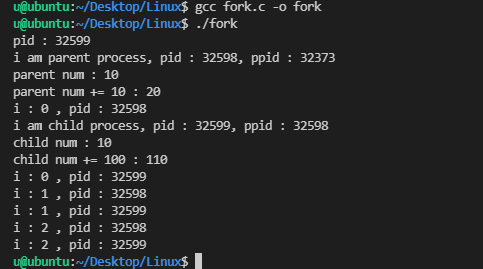 u@ubuntu:~/Desktop/Linux$ gcc fork.c -o fork
u@ubuntu:~/Desktop/Linux$ ./fork
pid : 32599
i am parent process, pid : 32598, ppid : 32373
parent num : 10
parent num += 10 : 20
i : 0 , pid : 32598
i am child process, pid : 32599, ppid : 32598
child num : 10
child num += 100 : 110
i : 0 , pid : 32599
i : 1 , pid : 32598
i : 1 , pid : 32599
i : 2 , pid : 32598
i : 2 , pid : 32599
u@ubuntu:~/Desktop/Linux$